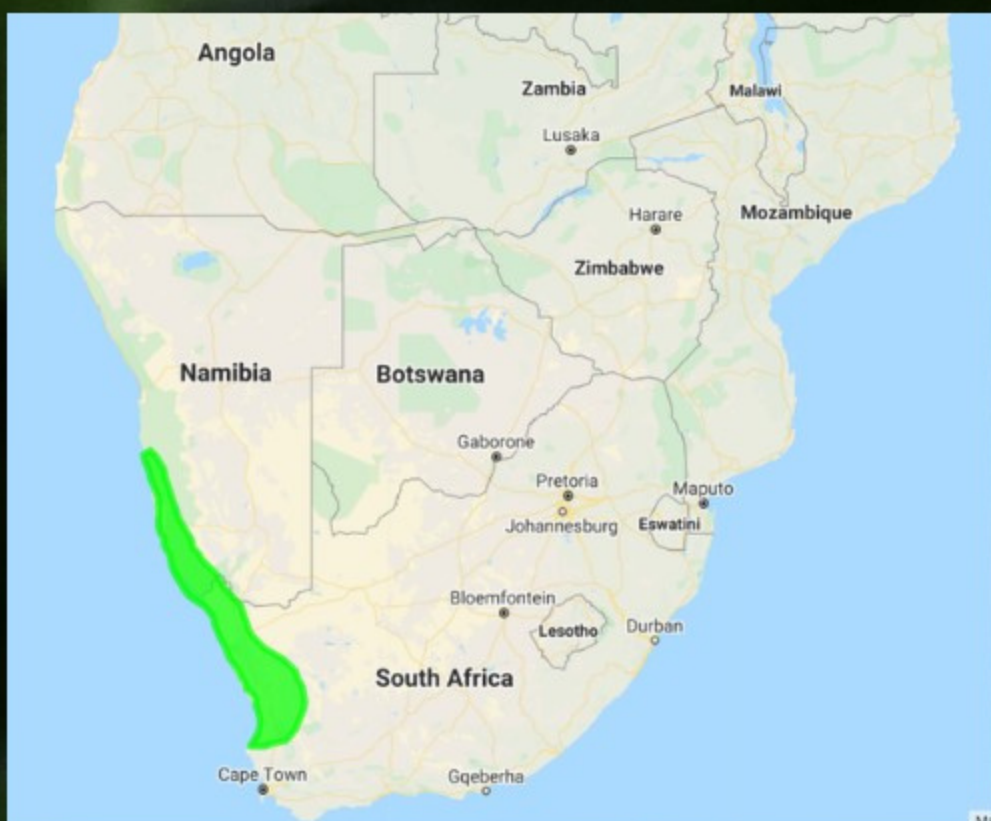 Angola
Zambia
Malawi
Lusaka
Harare
Mozambique
Zimbabwe
Namibia
Botswana
Gaborone
Pretoria
Maputo
Johannesburg
Eswatini
Bloemfontein
Lesotho
Durban
South Africa
Cape Town
Gqeberha